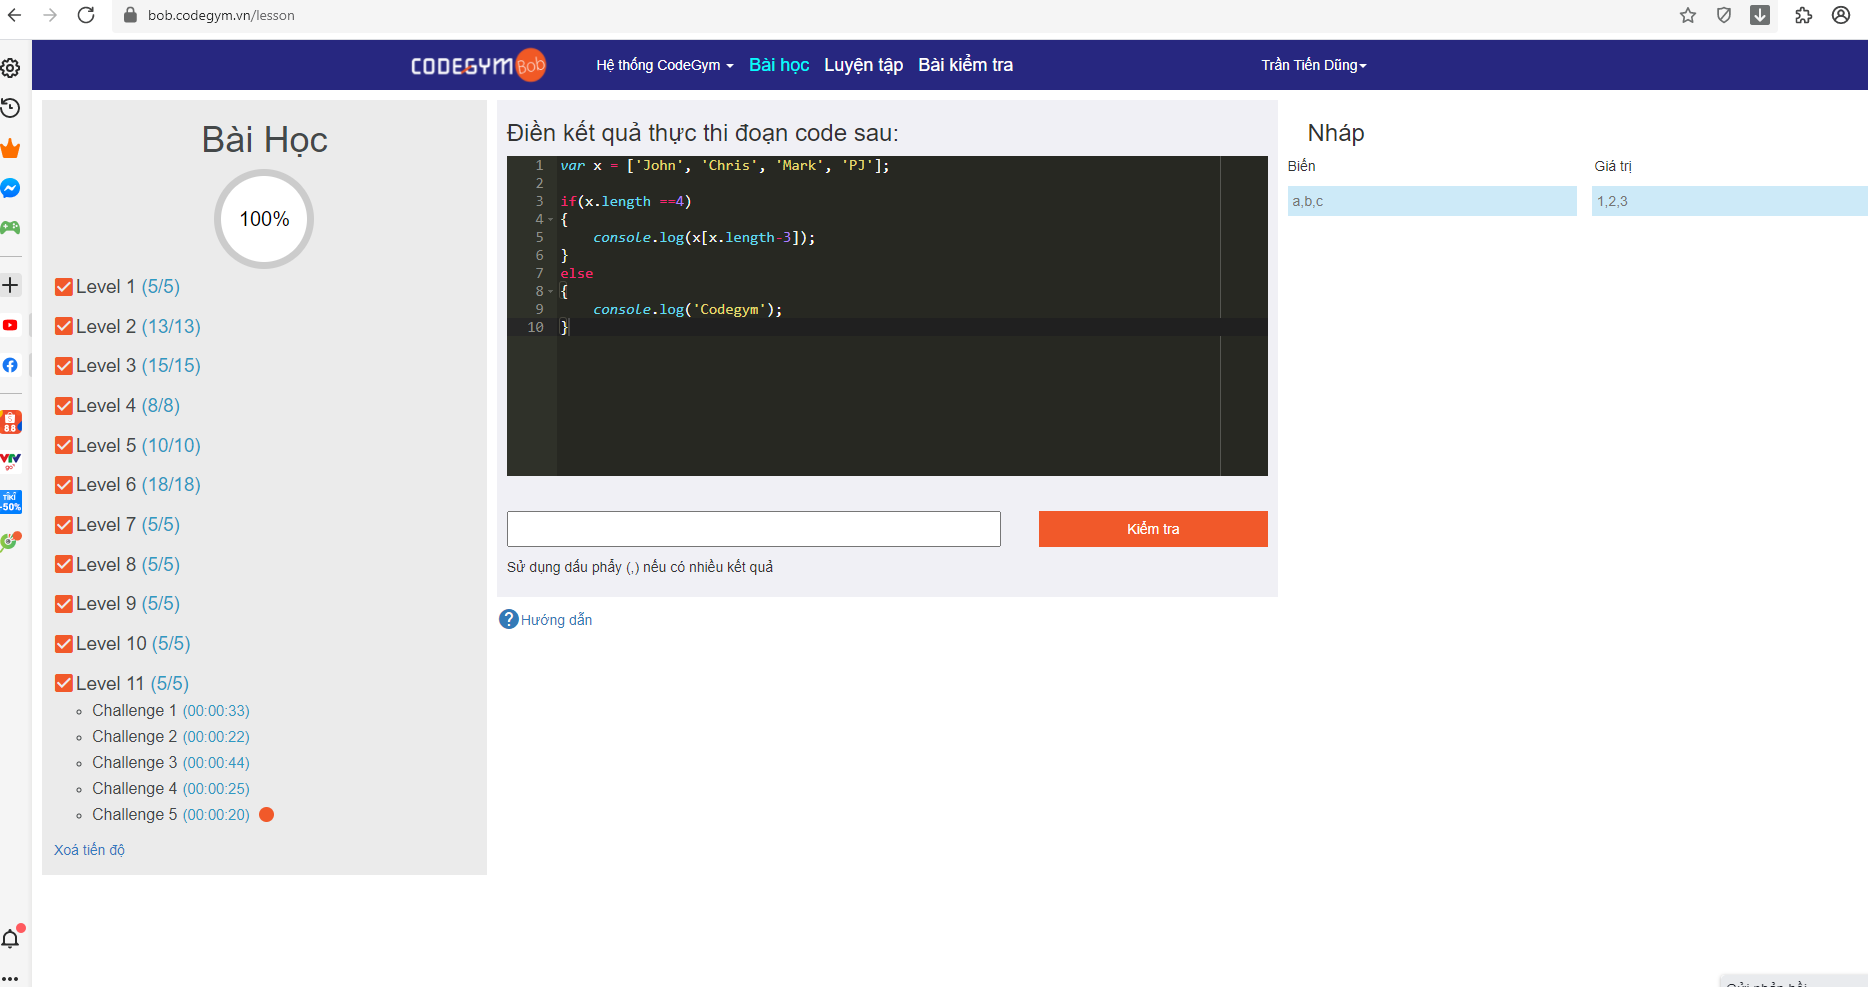 bob.codegym.vn/lesson
CODEGYM Bob
Hệ thống CodeGym
Bài học
Luyện tập
Bài kiểm tra
Trần Tiến Dũng
Bài Học
100%
Level 1 (5/5)
Level 2 (13/13)
Level 3 (15/15)
Level 4 (8/8)
Level 5 (10/10)
Level 6 (18/18)
Level 7 (5/5)
Level 8 (5/5)
Level 9 (5/5)
Level 10 (5/5)
Level 11 (5/5)
Challenge 1 (00:00:33)
Challenge 2 (00:00:22)
Challenge 3 (00:00:44)
Challenge 4 (00:00:25)
Challenge 5 (00:00:20)
Xoá tiến độ
Điền kết quả thực thi đoạn code sau:
1 var x = ['John', 'Chris', 'Mark', 'PJ'];
2
3 if(x.length ==4)
4 {
5 console.log(x[x.length-3]);
6 }
7 else
8 {
9 console.log('Codegym');
10 }
Kiểm tra
Sử dụng dấu phẩy (,) nếu có nhiều kết quả
Hướng dẫn
Nháp
Biến
Giá trị
a,b,c
1,2,3
8.8
VTV
go
TIKI
-50%